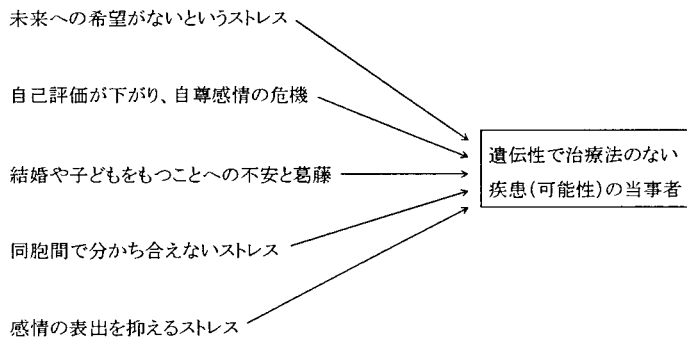 未来への希望がないというストレス
自己評価が下がり、自尊感情の危機
結婚や子どもをもつことへの不安と葛藤
同胞間で分かち合えないストレス
感情の表出を抑えるストレス
遺伝性で治療法のない
疾患(可能性)の当事者